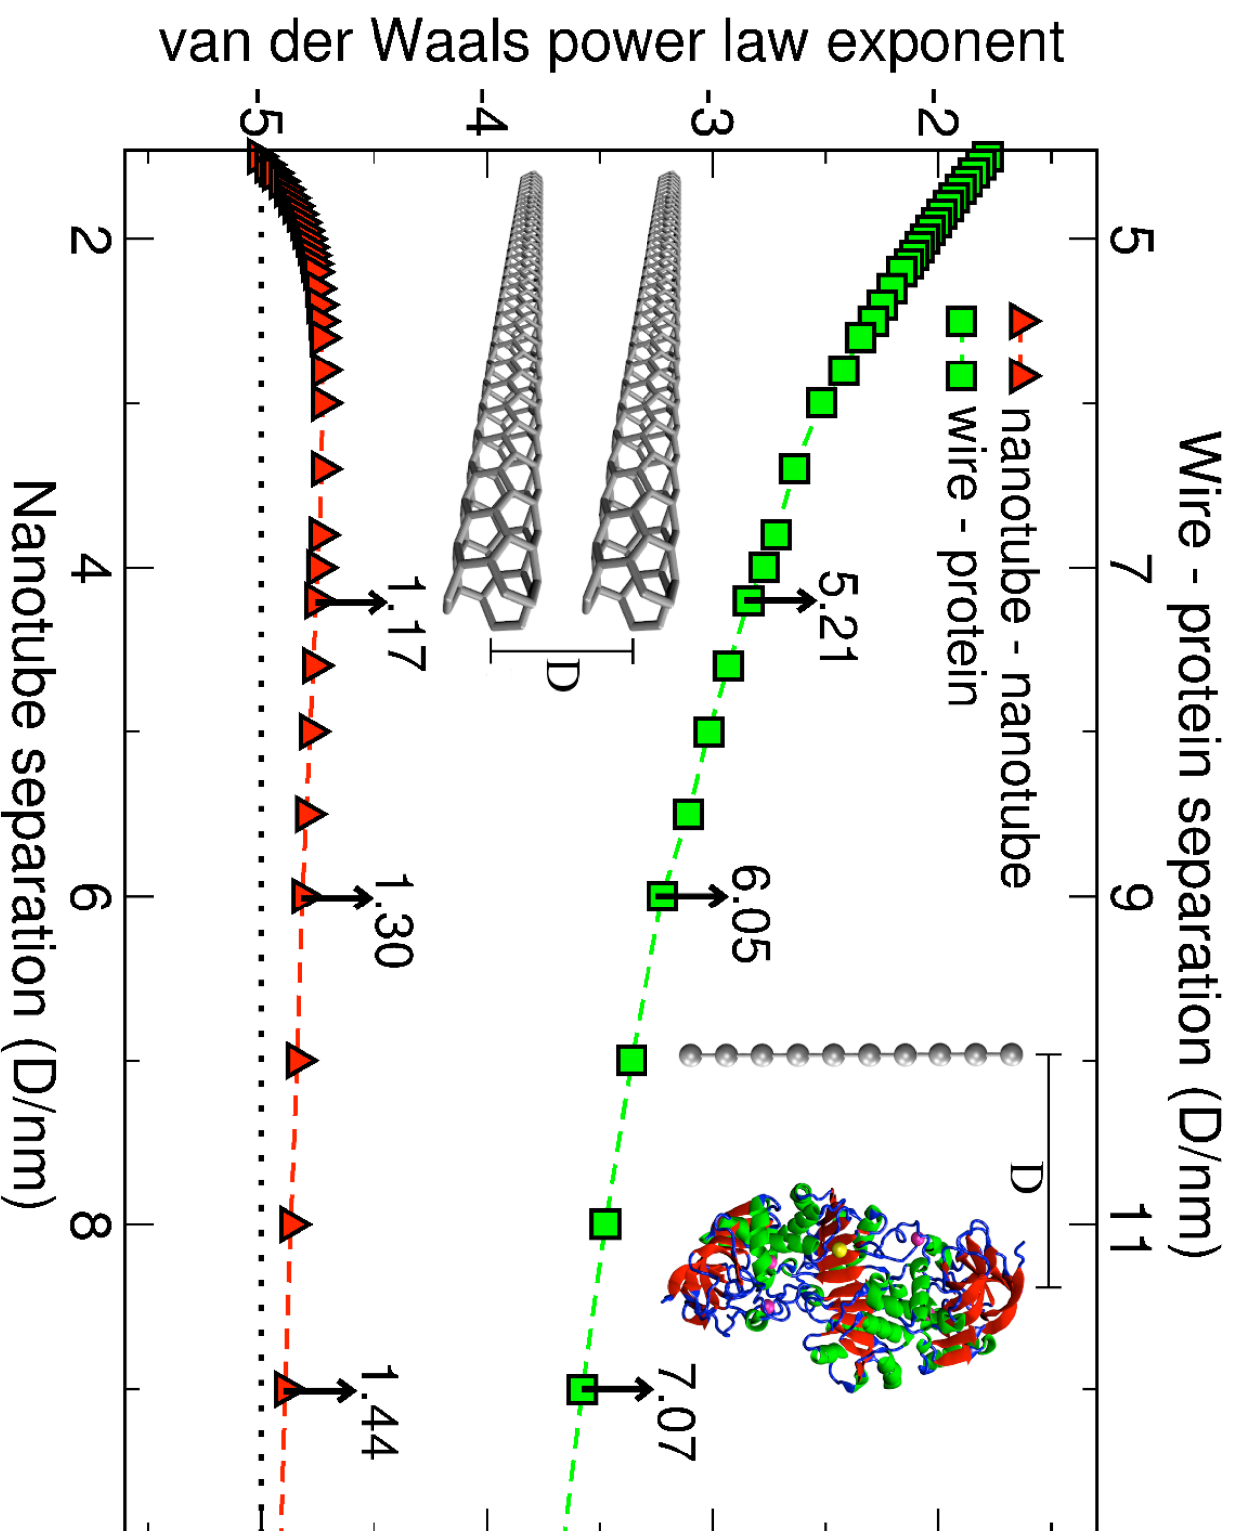 Wire - protein separation (D/nm)
5
7
9
11
nanotube - nanotube
wire - protein
5.21
6.05
7.07
D
D
1.17
1.30
1.44
van der Waals power law exponent
-2
-3
-4
-5
2
4
6
8
Nanotube separation (D/nm)